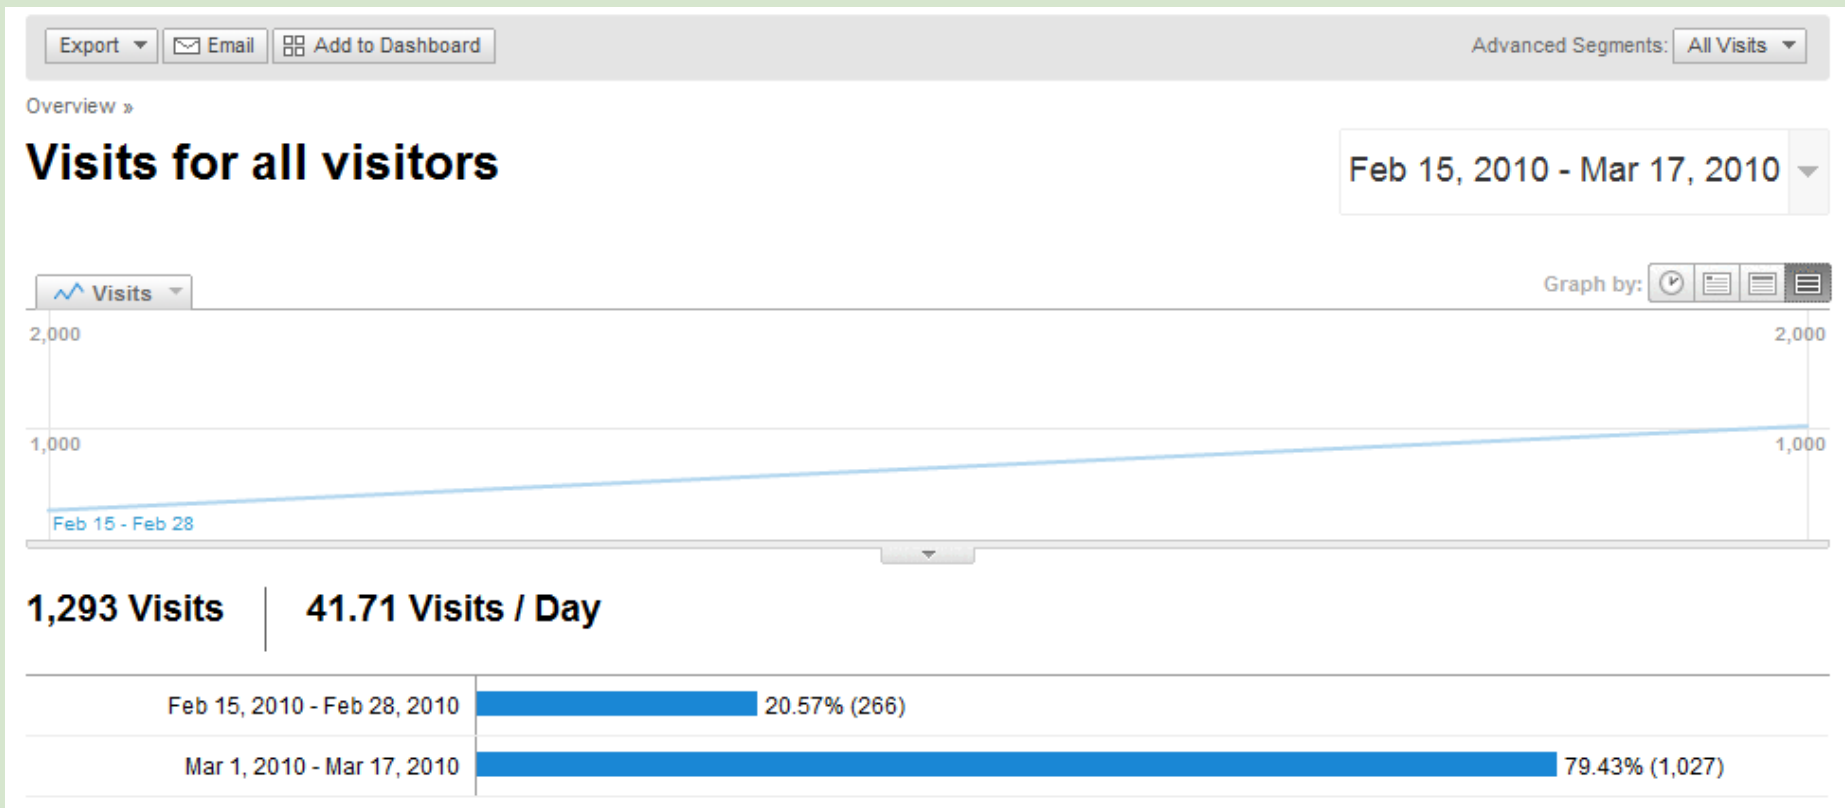 Export Email Add to Dashboard Advanced Segments: All Visits
Overview »
Visits for all visitors
Feb 15, 2010 - Mar 17, 2010
Visits Graph by:
2,000 2,000
1,000 1,000
Feb 15 - Feb 28
1,293 Visits 41.71 Visits / Day
Feb 15, 2010 - Feb 28, 2010 20.57% (266)
Mar 1, 2010 - Mar 17, 2010 79.43% (1,027)